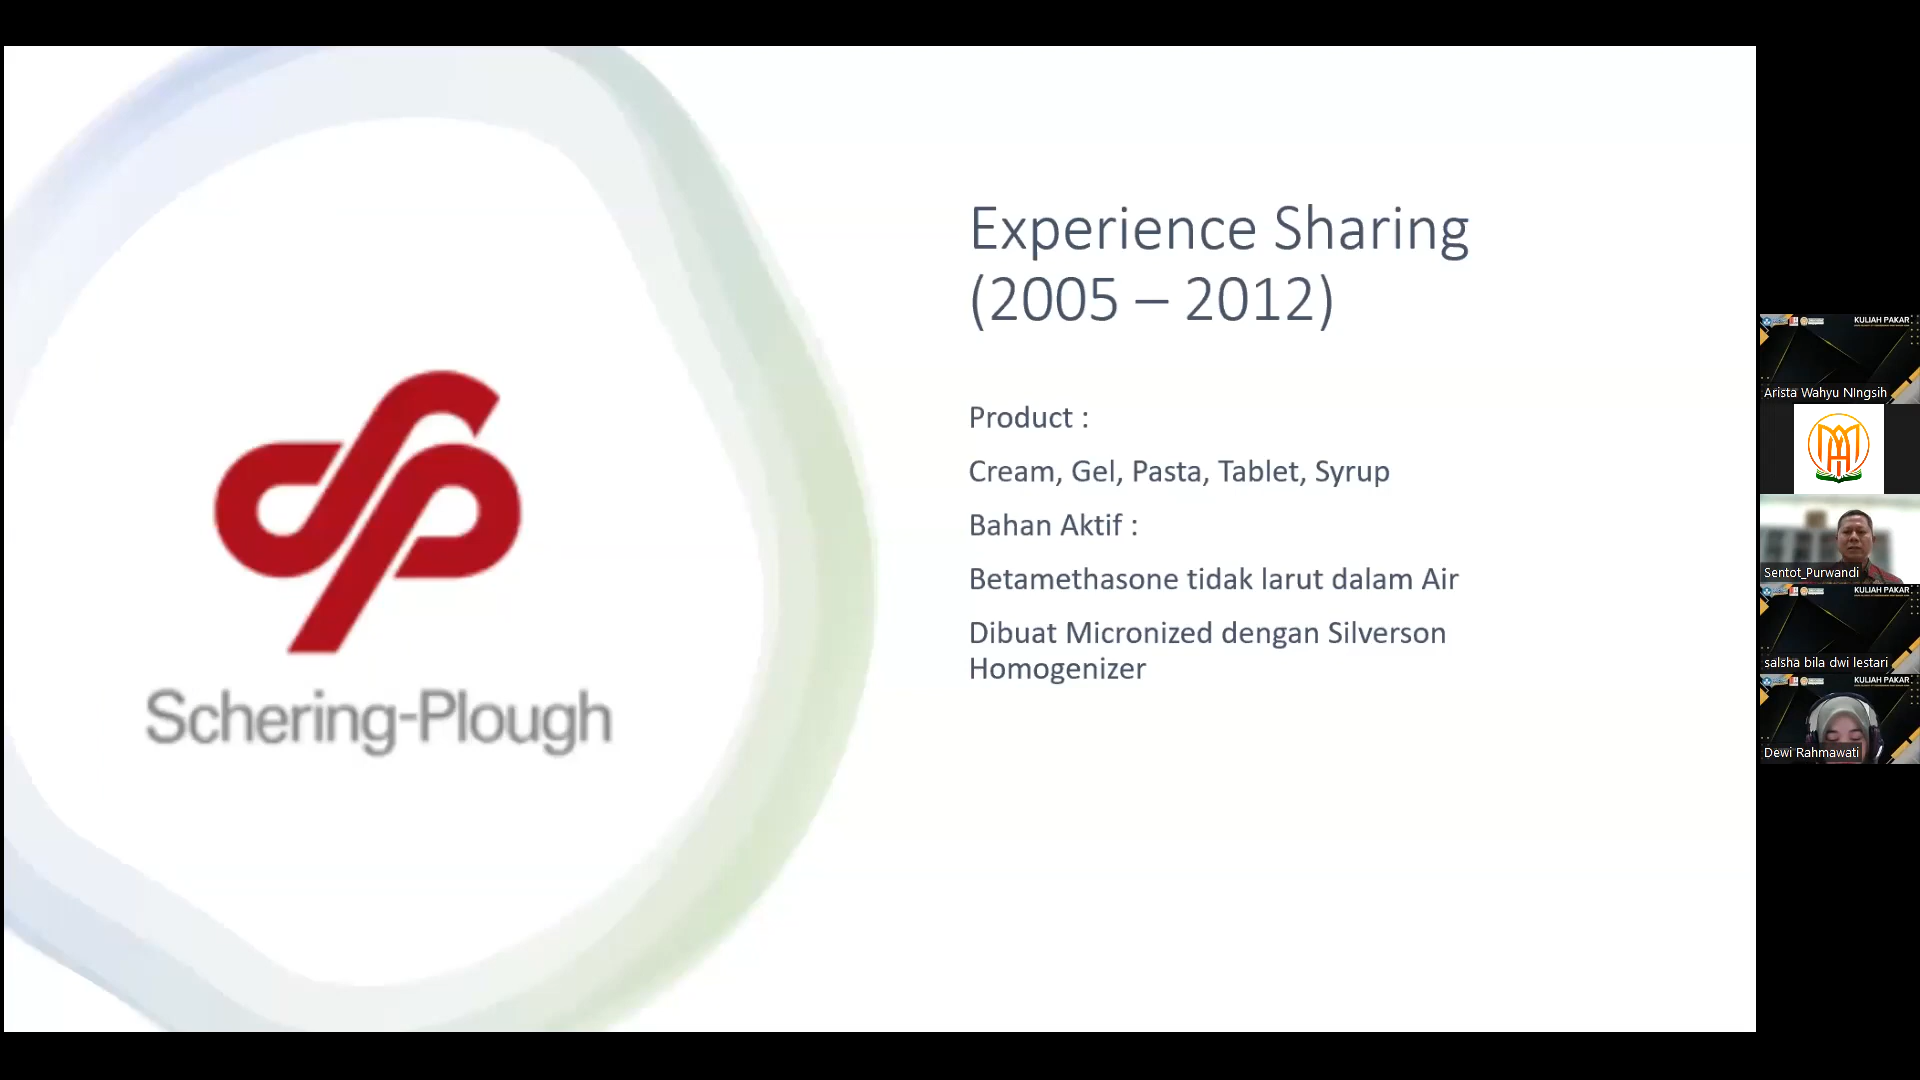 Experience Sharing
(2005 – 2012)
Product :
Cream, Gel, Pasta, Tablet, Syrup
Bahan Aktif :
Betamethasone tidak larut dalam Air
Dibuat Micronized dengan Silverson
Homogenizer
Schering-Plough
KULIAH PAKAR
Arista Wahyu NIngsih
Sentot_Purwandi
KULIAH PAKAR
salsha bila dwi lestari
KULIAH PAKAR
Dewi Rahmawati